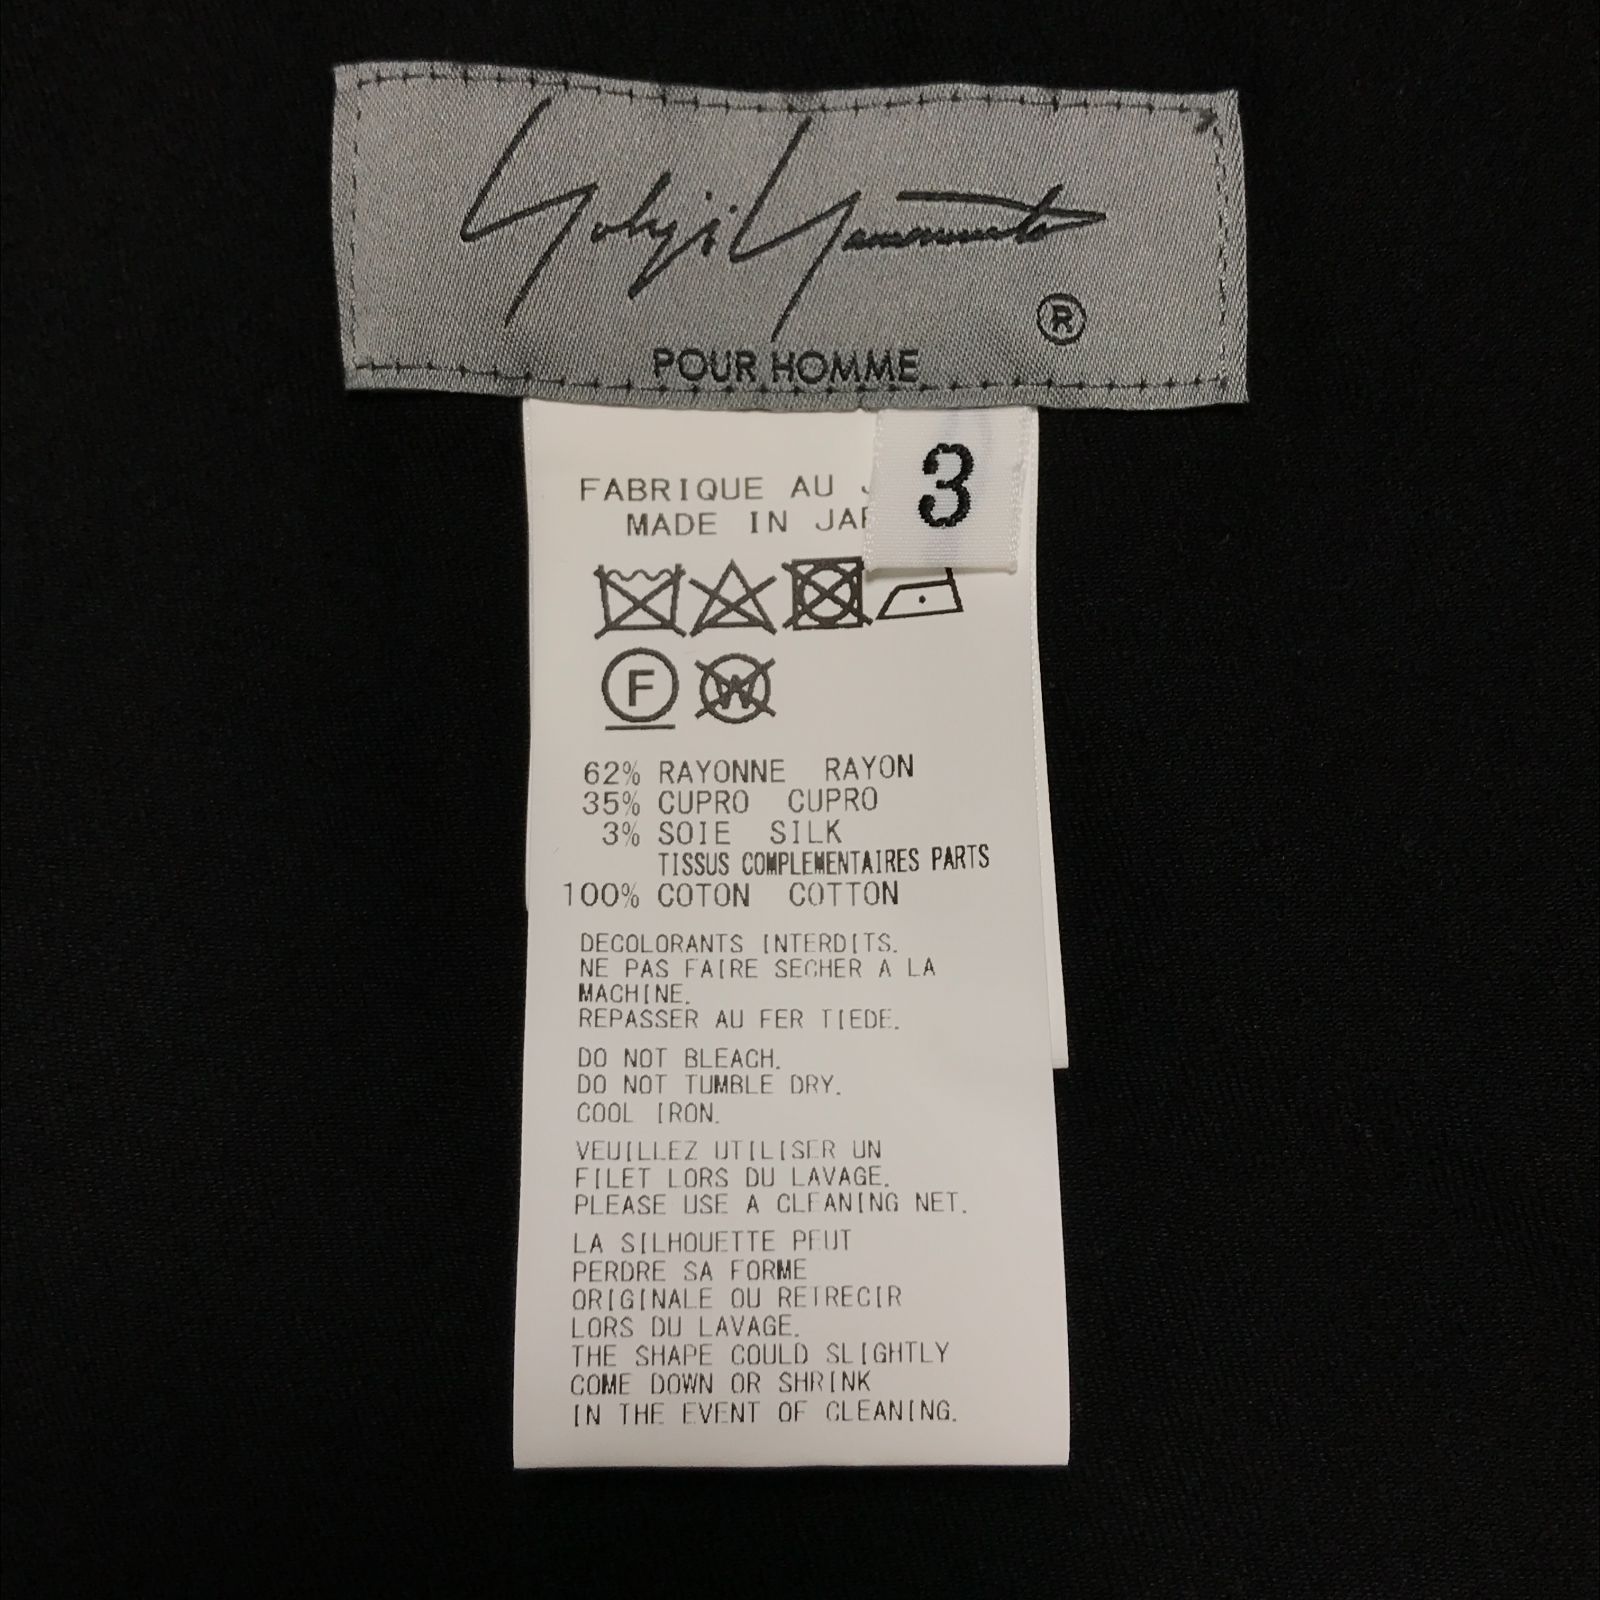 Yohji Yamamoto
®
POUR HOMME
3
FABRIQUE AU
MADE IN
F
W
62% RAYONNE RAYON
35% CUPRO CUPRO
3% SOIE SILK
TISSUS COMPLEMENTAIRES PARTS
100% COTON COTTON
DECOLORANTS INTERDITS.
NE PAS FAIRE SECHER A LA
MACHINE.
REPASSER AU FER TIEDE.
DO NOT BLEACH.
DO NOT TUMBLE DRY.
COOL IRON.
VEUILLEZ UTILISER UN
FILET LORS DU LAVAGE.
PLEASE USE A CLEANING NET.
LA SILHOUETTE PEUT
PERDRE SA FORME
ORIGINALE OU RETRECIR
LORS DU LAVAGE.
THE SHAPE COULD SLIGHTLY
COME DOWN OR SHRINK
IN THE EVENT OF CLEANING.